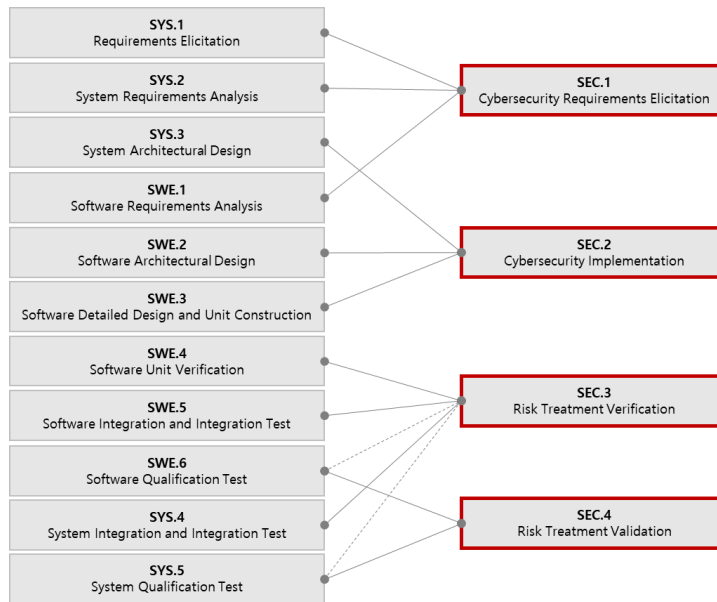 SYS.1
Requirements Elicitation
SYS.2
System Requirements Analysis
SYS.3
System Architectural Design
SWE.1
Software Requirements Analysis
SWE.2
Software Architectural Design
SWE.3
Software Detailed Design and Unit Construction
SWE.4
Software Unit Verification
SWE.5
Software Integration and Integration Test
SWE.6
Software Qualification Test
SYS.4
System Integration and Integration Test
SYS.5
System Qualification Test
SEC.1
Cybersecurity Requirements Elicitation
SEC.2
Cybersecurity Implementation
SEC.3
Risk Treatment Verification
SEC.4
Risk Treatment Validation